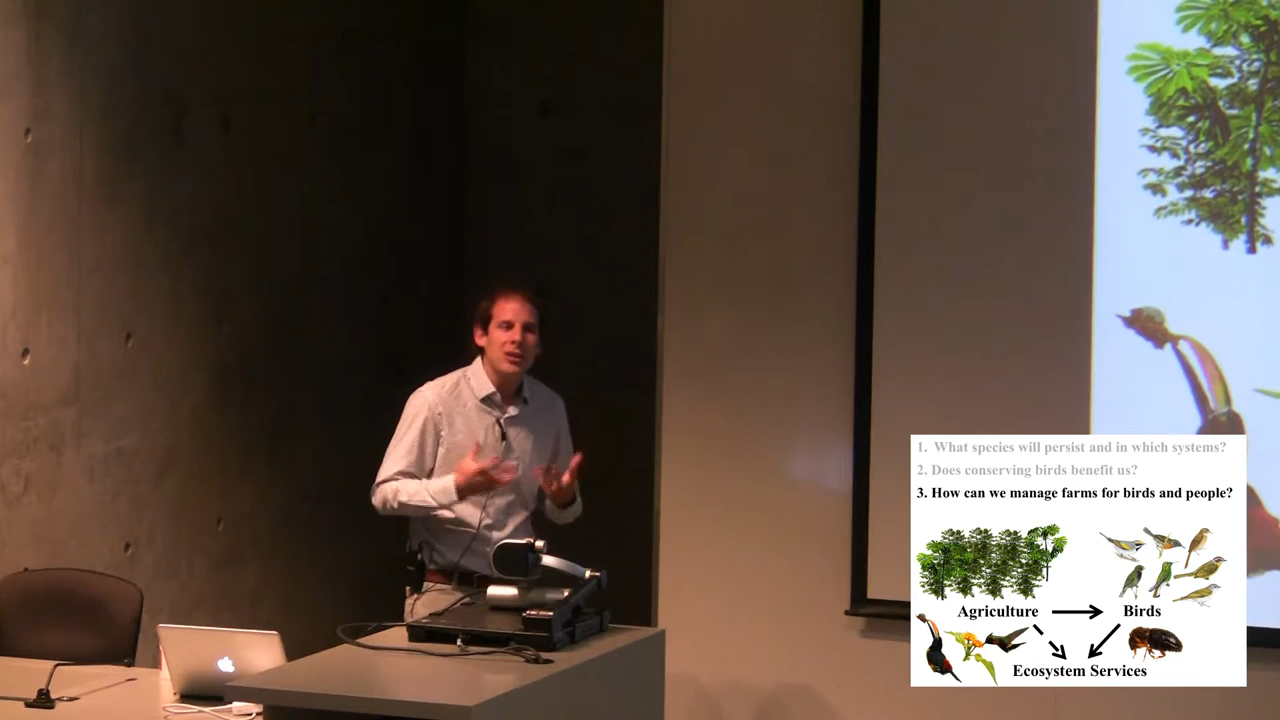 1. What species will persist and in which systems?
2. Does conserving birds benefit us?
3. How can we manage farms for birds and people?
Agriculture
Birds
Ecosystem Services